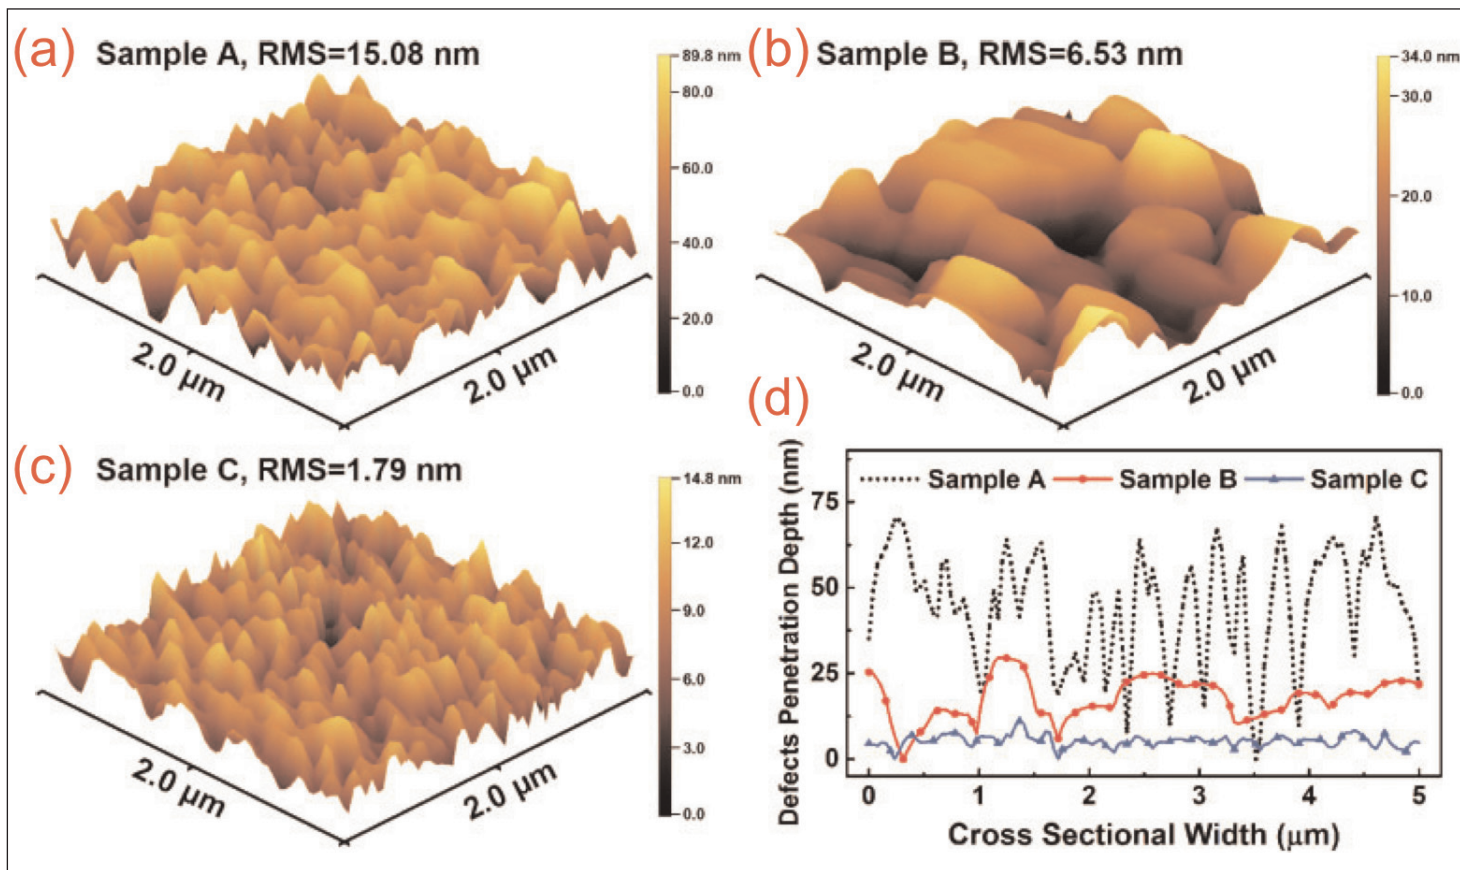 (a) Sample A, RMS=15.08 nm
89.8 nm
80.0
60.0
40.0
20.0
0.0
2.0 µm
2.0 µm
(b) Sample B, RMS=6.53 nm
34.0 nm
30.0
20.0
10.0
0.0
2.0 µm
2.0 µm
(c) Sample C, RMS=1.79 nm
14.8 nm
12.0
9.0
6.0
3.0
0.0
2.0 µm
2.0 µm
(d)
Sample A Sample B Sample C
Defects Penetration Depth (nm)
75
50
25
0
0 1 2 3 4 5
Cross Sectional Width (µm)